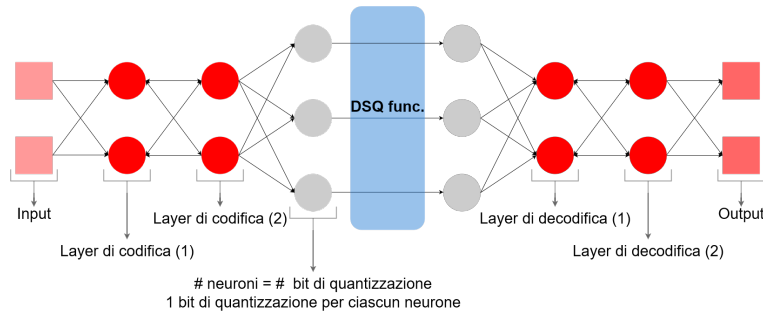 DSQ func.
Input
Layer di codifica (2)
Layer di decodifica (1)
Output
Layer di codifica (1)
Layer di decodifica (2)
# neuroni = # bit di quantizzazione
1 bit di quantizzazione per ciascun neurone